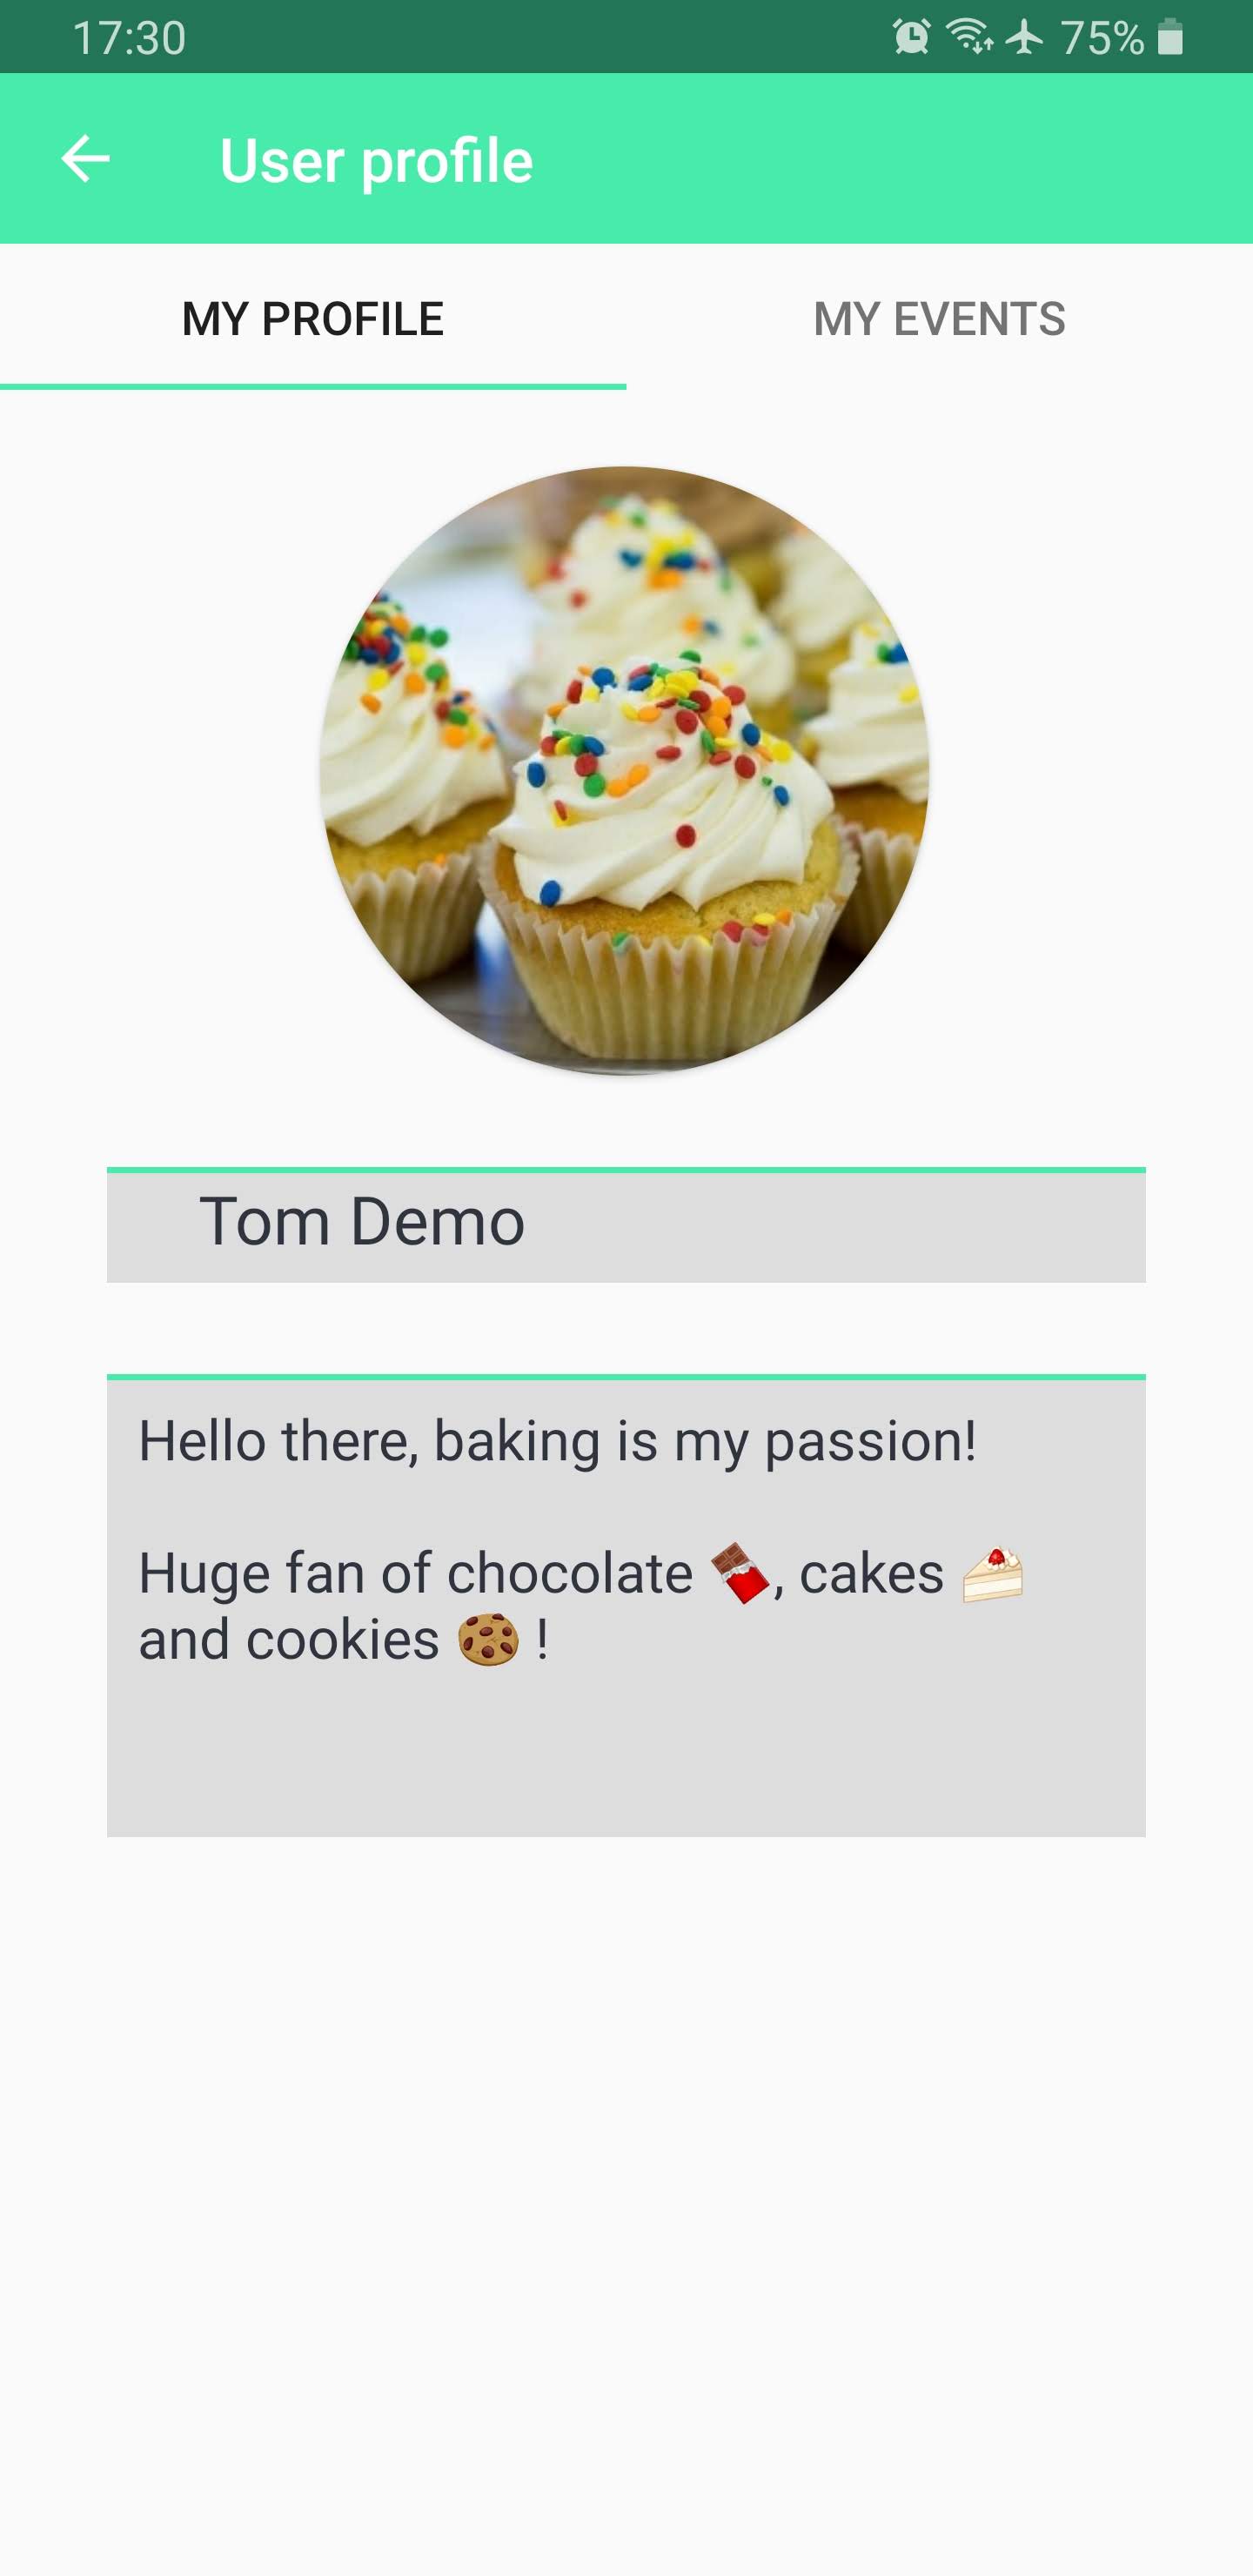 17:30 75%
User profile
MY PROFILE MY EVENTS
Tom Demo
Hello there, baking is my passion!
Huge fan of chocolate 🍫, cakes 🍰
and cookies 🍪 !